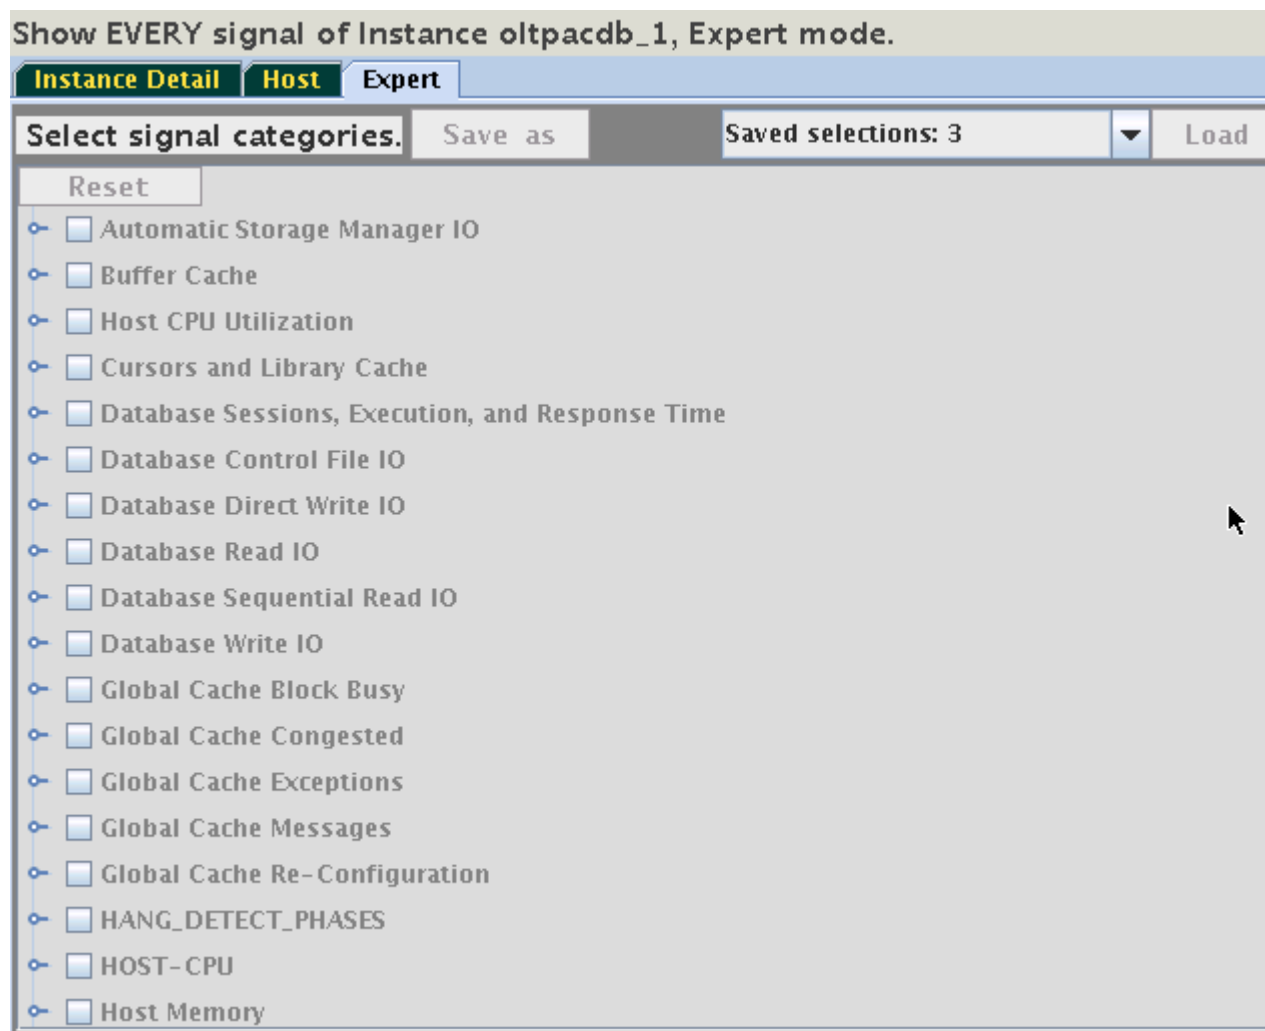 Show EVERY signal of Instance oltpacdb_1, Expert mode.
Instance Detail Host Expert
Select signal categories. Save as Saved selections: 3 Load
Reset
Automatic Storage Manager IO
Buffer Cache
Host CPU Utilization
Cursors and Library Cache
Database Sessions, Execution, and Response Time
Database Control File IO
Database Direct Write IO
Database Read IO
Database Sequential Read IO
Database Write IO
Global Cache Block Busy
Global Cache Congested
Global Cache Exceptions
Global Cache Messages
Global Cache Re-Configuration
HANG_DETECT_PHASES
HOST-CPU
Host Memory